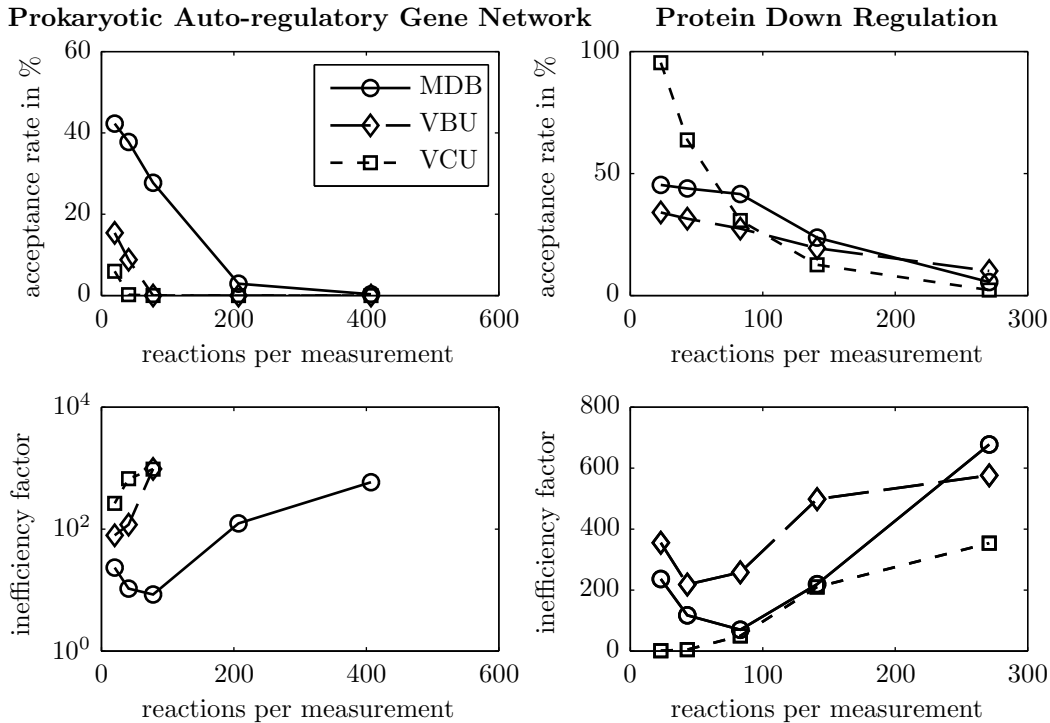 Prokaryotic Auto-regulatory Gene Network
Protein Down Regulation
acceptance rate in %
60
40
20
0
0 200 400 600
reactions per measurement
MDB
VBU
VCU
acceptance rate in %
100
50
0
0 100 200 300
reactions per measurement
inefficiency factor
10^4
10^2
10^0
0 200 400 600
reactions per measurement
inefficiency factor
800
600
400
200
0
0 100 200 300
reactions per measurement